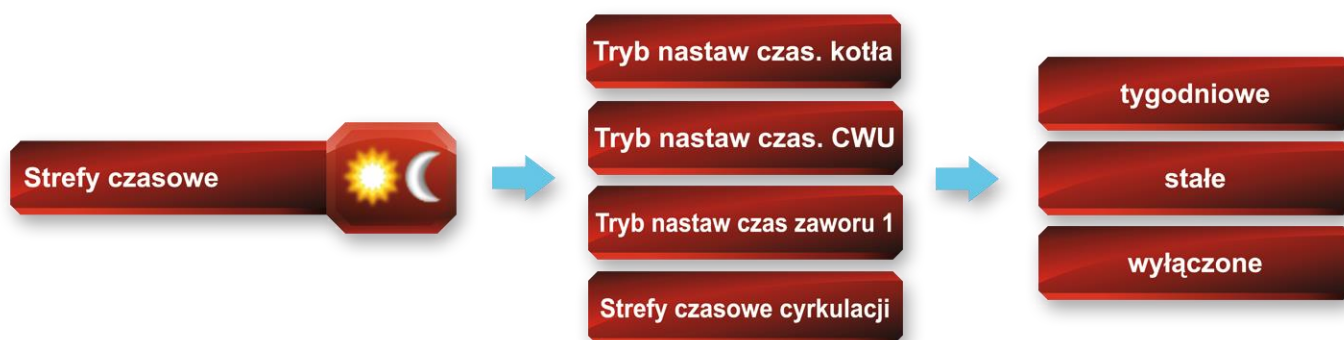 Strefy czasowe
Tryb nastaw czas. kotła
Tryb nastaw czas. CWU
Tryb nastaw czas zaworu 1
Strefy czasowe cyrkulacji
tygodniowe
stałe
wyłączone